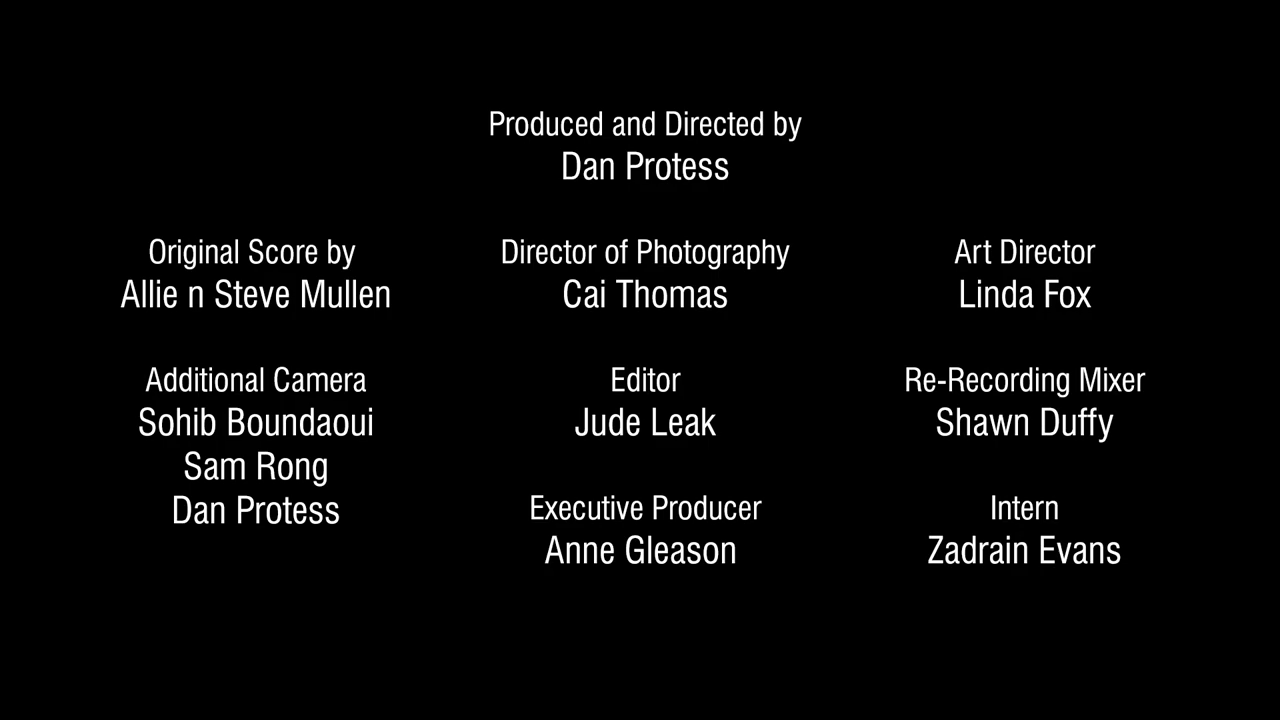 Produced and Directed by
Dan Protess
Original Score by
Allie n Steve Mullen
Director of Photography
Cai Thomas
Art Director
Linda Fox
Additional Camera
Sohib Boundaoui
Sam Rong
Dan Protess
Editor
Jude Leak
Re-Recording Mixer
Shawn Duffy
Executive Producer
Anne Gleason
Intern
Zadrain Evans